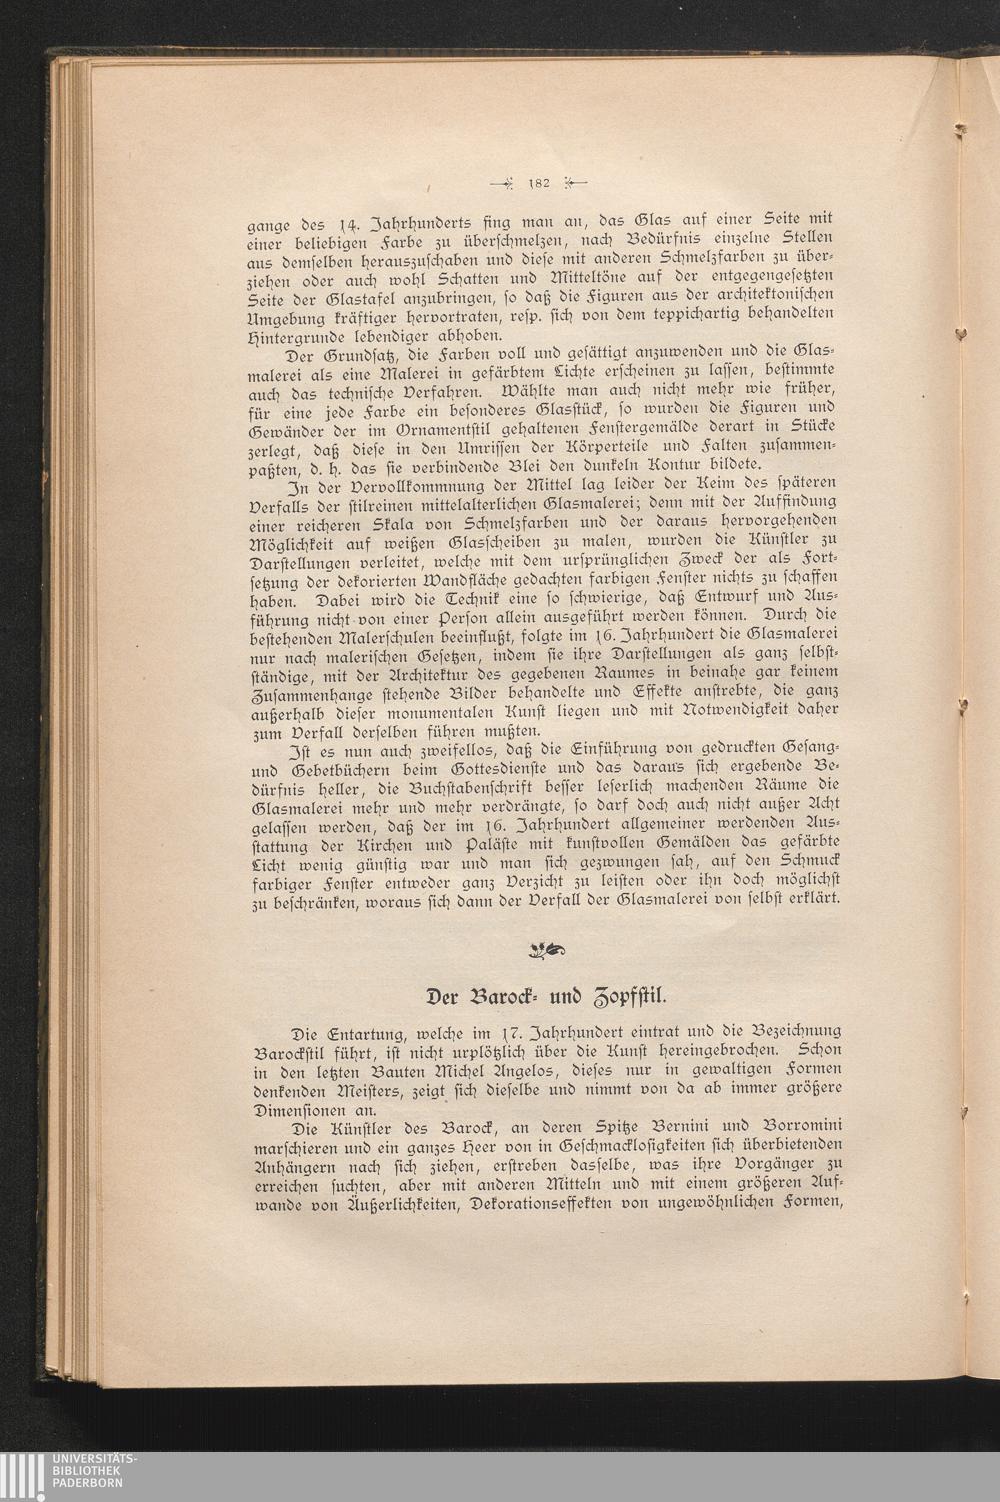 182
gange des 14. Jahrhunderts fing man an, das Glas auf einer Seite mit
einer beliebigen Farbe zu überschmelzen, nach Bedürfnis einzelne Stellen
aus demselben herauszuschaben und diese mit anderen Schmelzfarben zu über-
ziehen oder auch wohl Schatten und Mitteltöne auf der entgegengesetzten
Seite der Glastafel anzubringen, so daß die Figuren aus der architektonischen
Umgebung kräftiger hervortraten, resp. sich von dem teppichartig behandelten
Hintergrunde lebendiger abhoben.
Der Grundsatz, die Farben voll und gesättigt anzuwenden und die Glas-
malerei als eine Malerei in gefärbtem Lichte erscheinen zu lassen, bestimmte
auch das technische Verfahren. Wählte man auch nicht mehr wie früher,
für eine jede Farbe ein besonderes Glasstück, so wurden die Figuren und
Gewänder der im Ornamentstil gehaltenen Fenstergemälde derart in Stücke
zerlegt, daß diese in den Umrissen der Körperteile und Falten zusammen-
paßten, d. h. das sie verbindende Blei den dunkeln Kontur bildete.
In der Vervollkommnung der Mittel lag leider der Keim des späteren
Verfalls der stilreinen mittelalterlichen Glasmalerei; denn mit der Auffindung
einer reicheren Skala von Schmelzfarben und der daraus hervorgehenden
Möglichkeit auf weißen Glasscheiben zu malen, wurden die Künstler zu
Darstellungen verleitet, welche mit dem ursprünglichen Zweck der als Fort-
setzung der dekorierten Wandfläche gedachten farbigen Fenster nichts zu schaffen
haben. Dabei wird die Technik eine so schwierige, daß Entwurf und Aus-
führung nicht von einer Person allein ausgeführt werden können. Durch die
bestehenden Malerschulen beeinflußt, folgte im 16. Jahrhundert die Glasmalerei
nur nach malerischen Gesetzen, indem sie ihre Darstellungen als ganz selbst-
ständige, mit der Architektur des gegebenen Raumes in beinahe gar keinem
Zusammenhange stehende Bilder behandelte und Effekte anstrebte, die ganz
außerhalb dieser monumentalen Kunst liegen und mit Notwendigkeit daher
zum Verfall derselben führen mußten.
Ist es nun auch zweifellos, daß die Einführung von gedruckten Gesang-
und Gebetbüchern beim Gottesdienste und das daraus sich ergebende Be-
dürfnis heller, die Buchstabenschrift besser leserlich machenden Räume die
Glasmalerei mehr und mehr verdrängte, so darf doch auch nicht außer Acht
gelassen werden, daß der im 16. Jahrhundert allgemeiner werdenden Aus-
stattung der Kirchen und Paläste mit kunstvollen Gemälden das gefärbte
Licht wenig günstig war und man sich gezwungen sah, auf den Schmuck
farbiger Fenster entweder ganz Verzicht zu leisten oder ihn doch möglichst
zu beschränken, woraus sich dann der Verfall der Glasmalerei von selbst erklärt.
Der Barock- und Zopfstil.
Die Entartung, welche im 17. Jahrhundert eintrat und die Bezeichnung
Barockstil führt, ist nicht urplötzlich über die Kunst hereingebrochen. Schon
in den letzten Bauten Michel Angelos, dieses nur in gewaltigen Formen
denkenden Meisters, zeigt sich dieselbe und nimmt von da ab immer größere
Dimensionen an.
Die Künstler des Barock, an deren Spitze Bernini und Borromini
marschieren und ein ganzes Heer von in Geschmacklosigkeiten sich überbietenden
Anhängern nach sich ziehen, erstreben dasselbe, was ihre Vorgänger zu
erreichen suchten, aber mit anderen Mitteln und mit einem größeren Auf-
wande von Äußerlichkeiten, Dekorationseffekten von ungewöhnlichen Formen,
UNIVERSITÄTS-
BIBLIOTHEK
PADERBORN